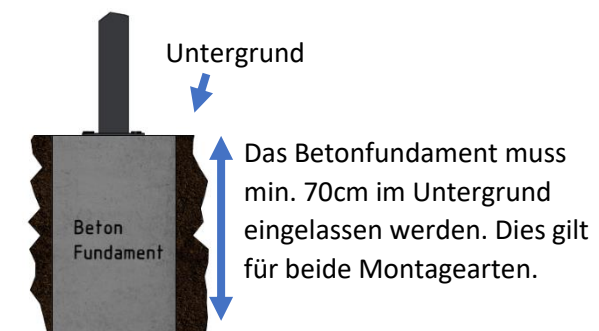 Untergrund
Das Betonfundament muss
min. 70cm im Untergrund
eingelassen werden. Dies gilt
für beide Montagearten.
Beton
Fundament